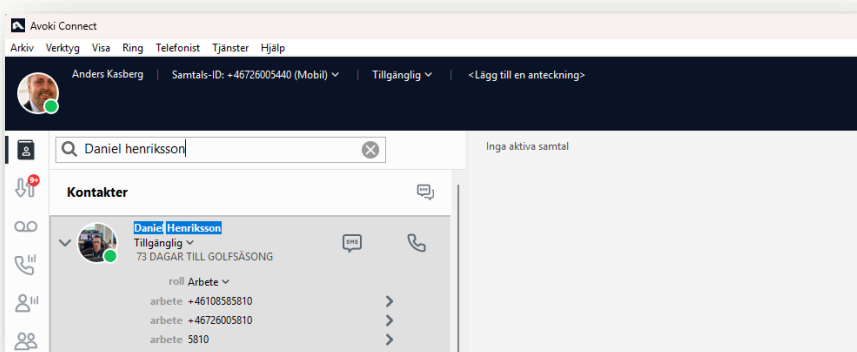 Avoki Connect
Arkiv Verktyg Visa Ring Telefonist Tjänster Hjälp
Anders Kasberg | Samtals-ID: +46726005440 (Mobil) | Tillgänglig | <Lägg till en anteckning>
Daniel henriksson
Inga aktiva samtal
9+
Kontakter
Daniel Henriksson
Tillgänglig
SMS
73 DAGAR TILL GOLFSÄSONG
roll Arbete
arbete +46108585810
arbete +46726005810
arbete 5810